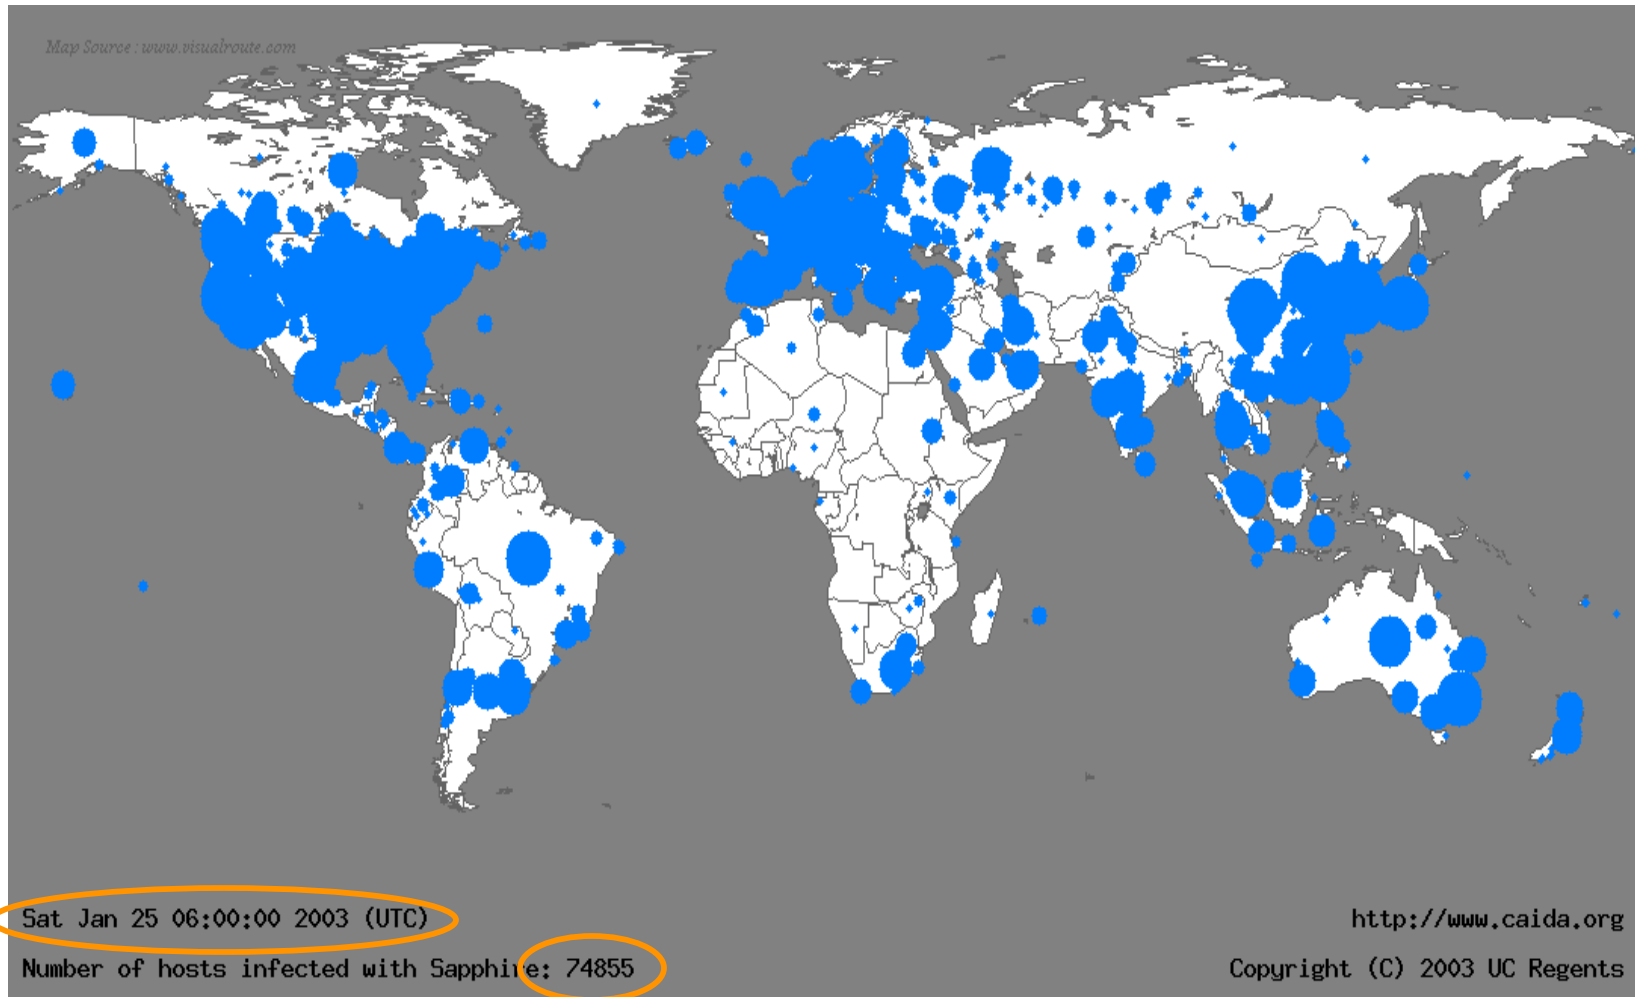 Map Source : www.visualroute.com
Sat Jan 25 06:00:00 2003 (UTC)
http://www.caida.org
Number of hosts infected with Sapphire: 74855
Copyright (C) 2003 UC Regents